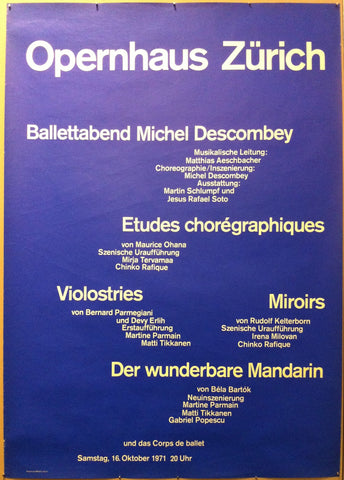 Opernhaus Zürich
Ballettabend Michel Descombey
Musikalische Leitung:
Matthias Aeschbacher
Choreographie/Inszenierung:
Michel Descombey
Ausstattung:
Martin Schlumpf und
Jesus Rafael Soto
Etudes chorégraphiques
von Maurice Ohana
Szenische Uraufführung
Mirja Tervamaa
Chinko Rafique
Violostries
von Bernard Parmegiani
und Devy Erlih
Erstaufführung
Martine Parmain
Matti Tikkanen
Miroirs
von Rudolf Kelterborn
Szenische Uraufführung
Irena Milovan
Chinko Rafique
Der wunderbare Mandarin
von Béla Bartók
Neuinszenierung
Martine Parmain
Matti Tikkanen
Gabriel Popescu
und das Corps de ballet
Samstag, 16. Oktober 1971 20 Uhr